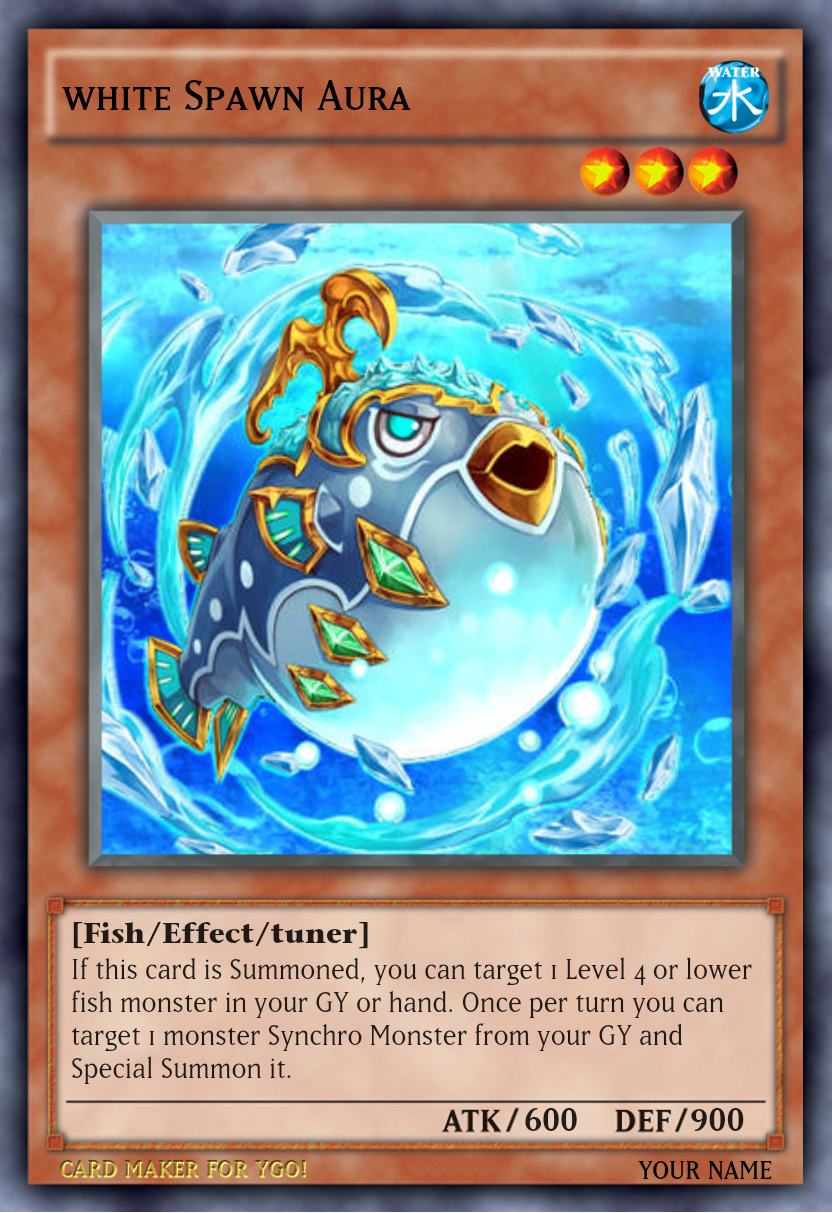 white Spawn Aura
WATER
水
[Fish/Effect/tuner]
If this card is Summoned, you can target 1 Level 4 or lower
fish monster in your GY or hand. Once per turn you can
target 1 monster Synchro Monster from your GY and
Special Summon it.
ATK/600 DEF/900
CARD MAKER FOR YGO! YOUR NAME